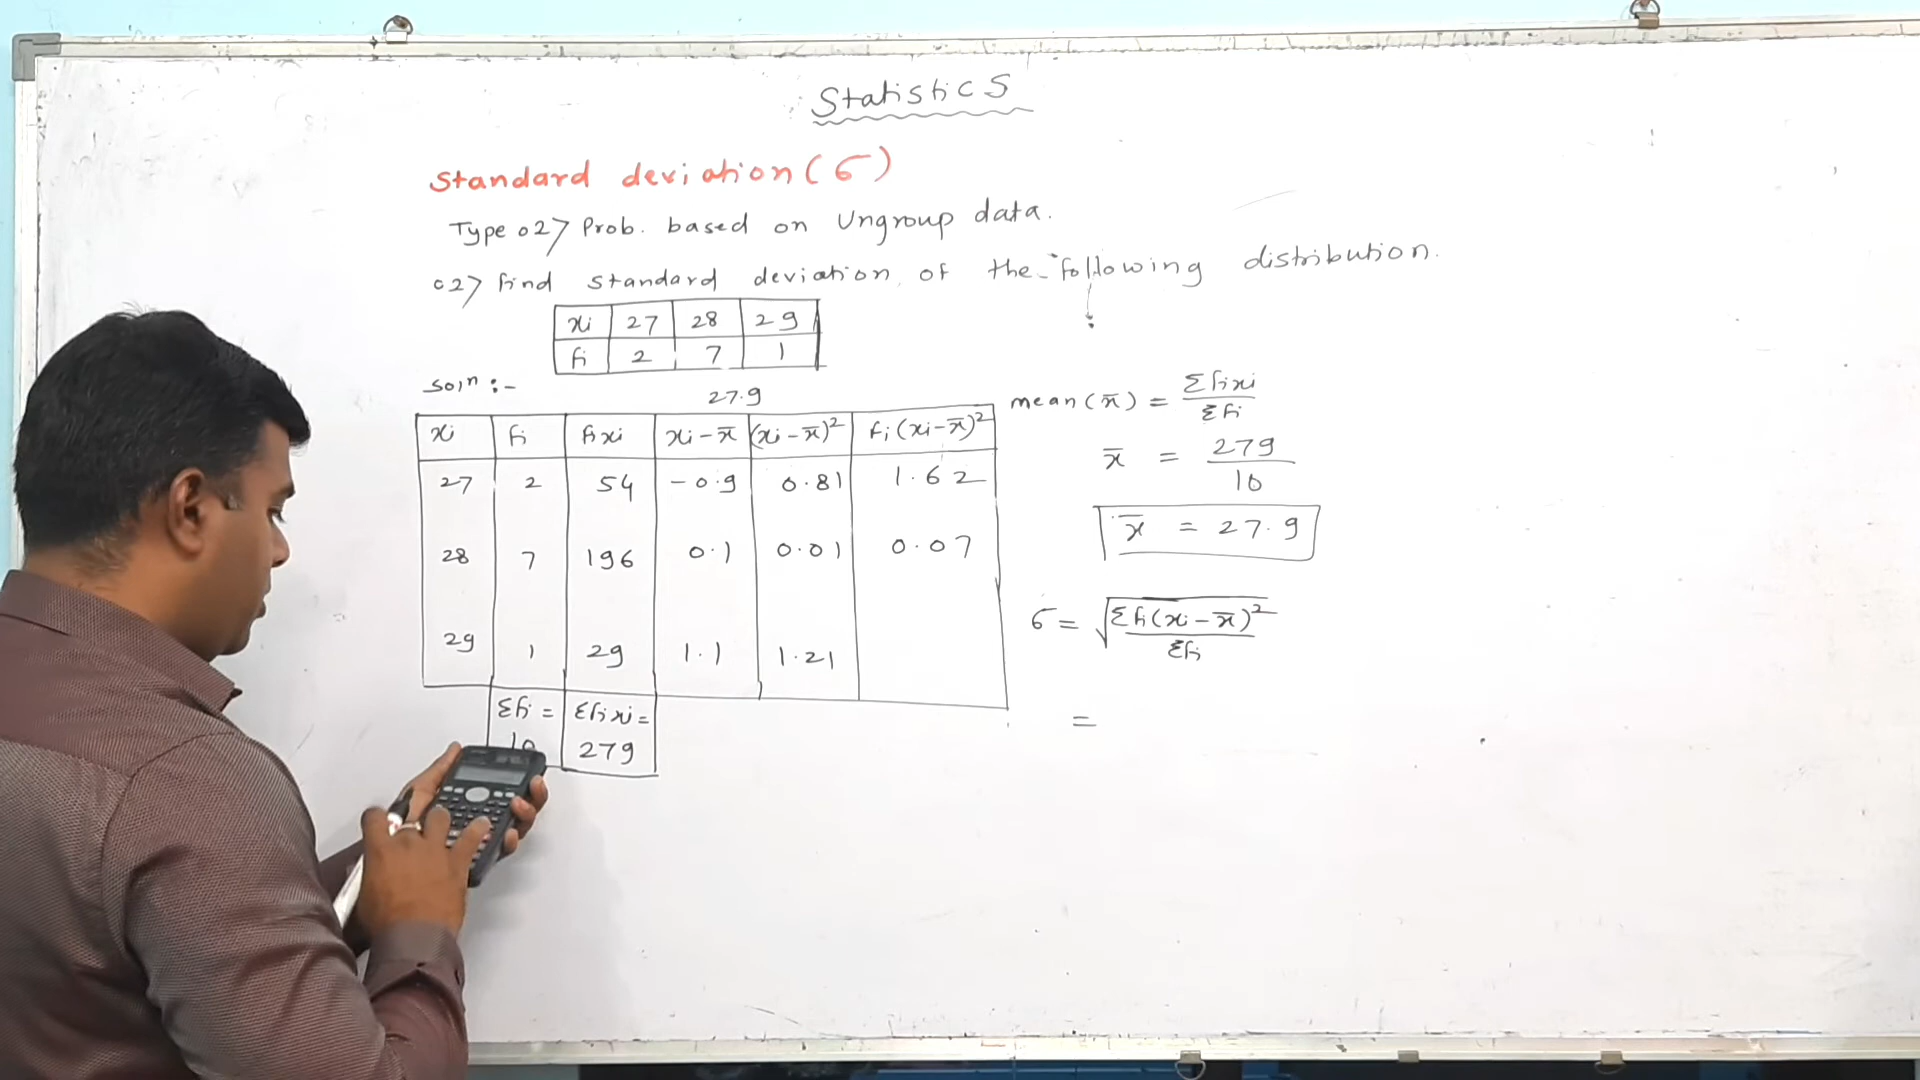 Statistics
Standard deviation (σ)
Type 02> Prob. based on Ungroup data.
02> find standard deviation of the following distribution.
xi 27 28 29
fi 2 7 1
soln :-
27.9
xi fi fixi xi-x̄ (xi-x̄)² fi(xi-x̄)²
27 2 54 -0.9 0.81 1.62
28 7 196 0.1 0.01 0.07
29 1 29 1.1 1.21
Σfi = Σfixi =
10 279
mean(x̄) = Σfixi / Σfi
x̄ = 279 / 10
x̄ = 27.9
σ = √Σfi(xi-x̄)² / Σfi
=